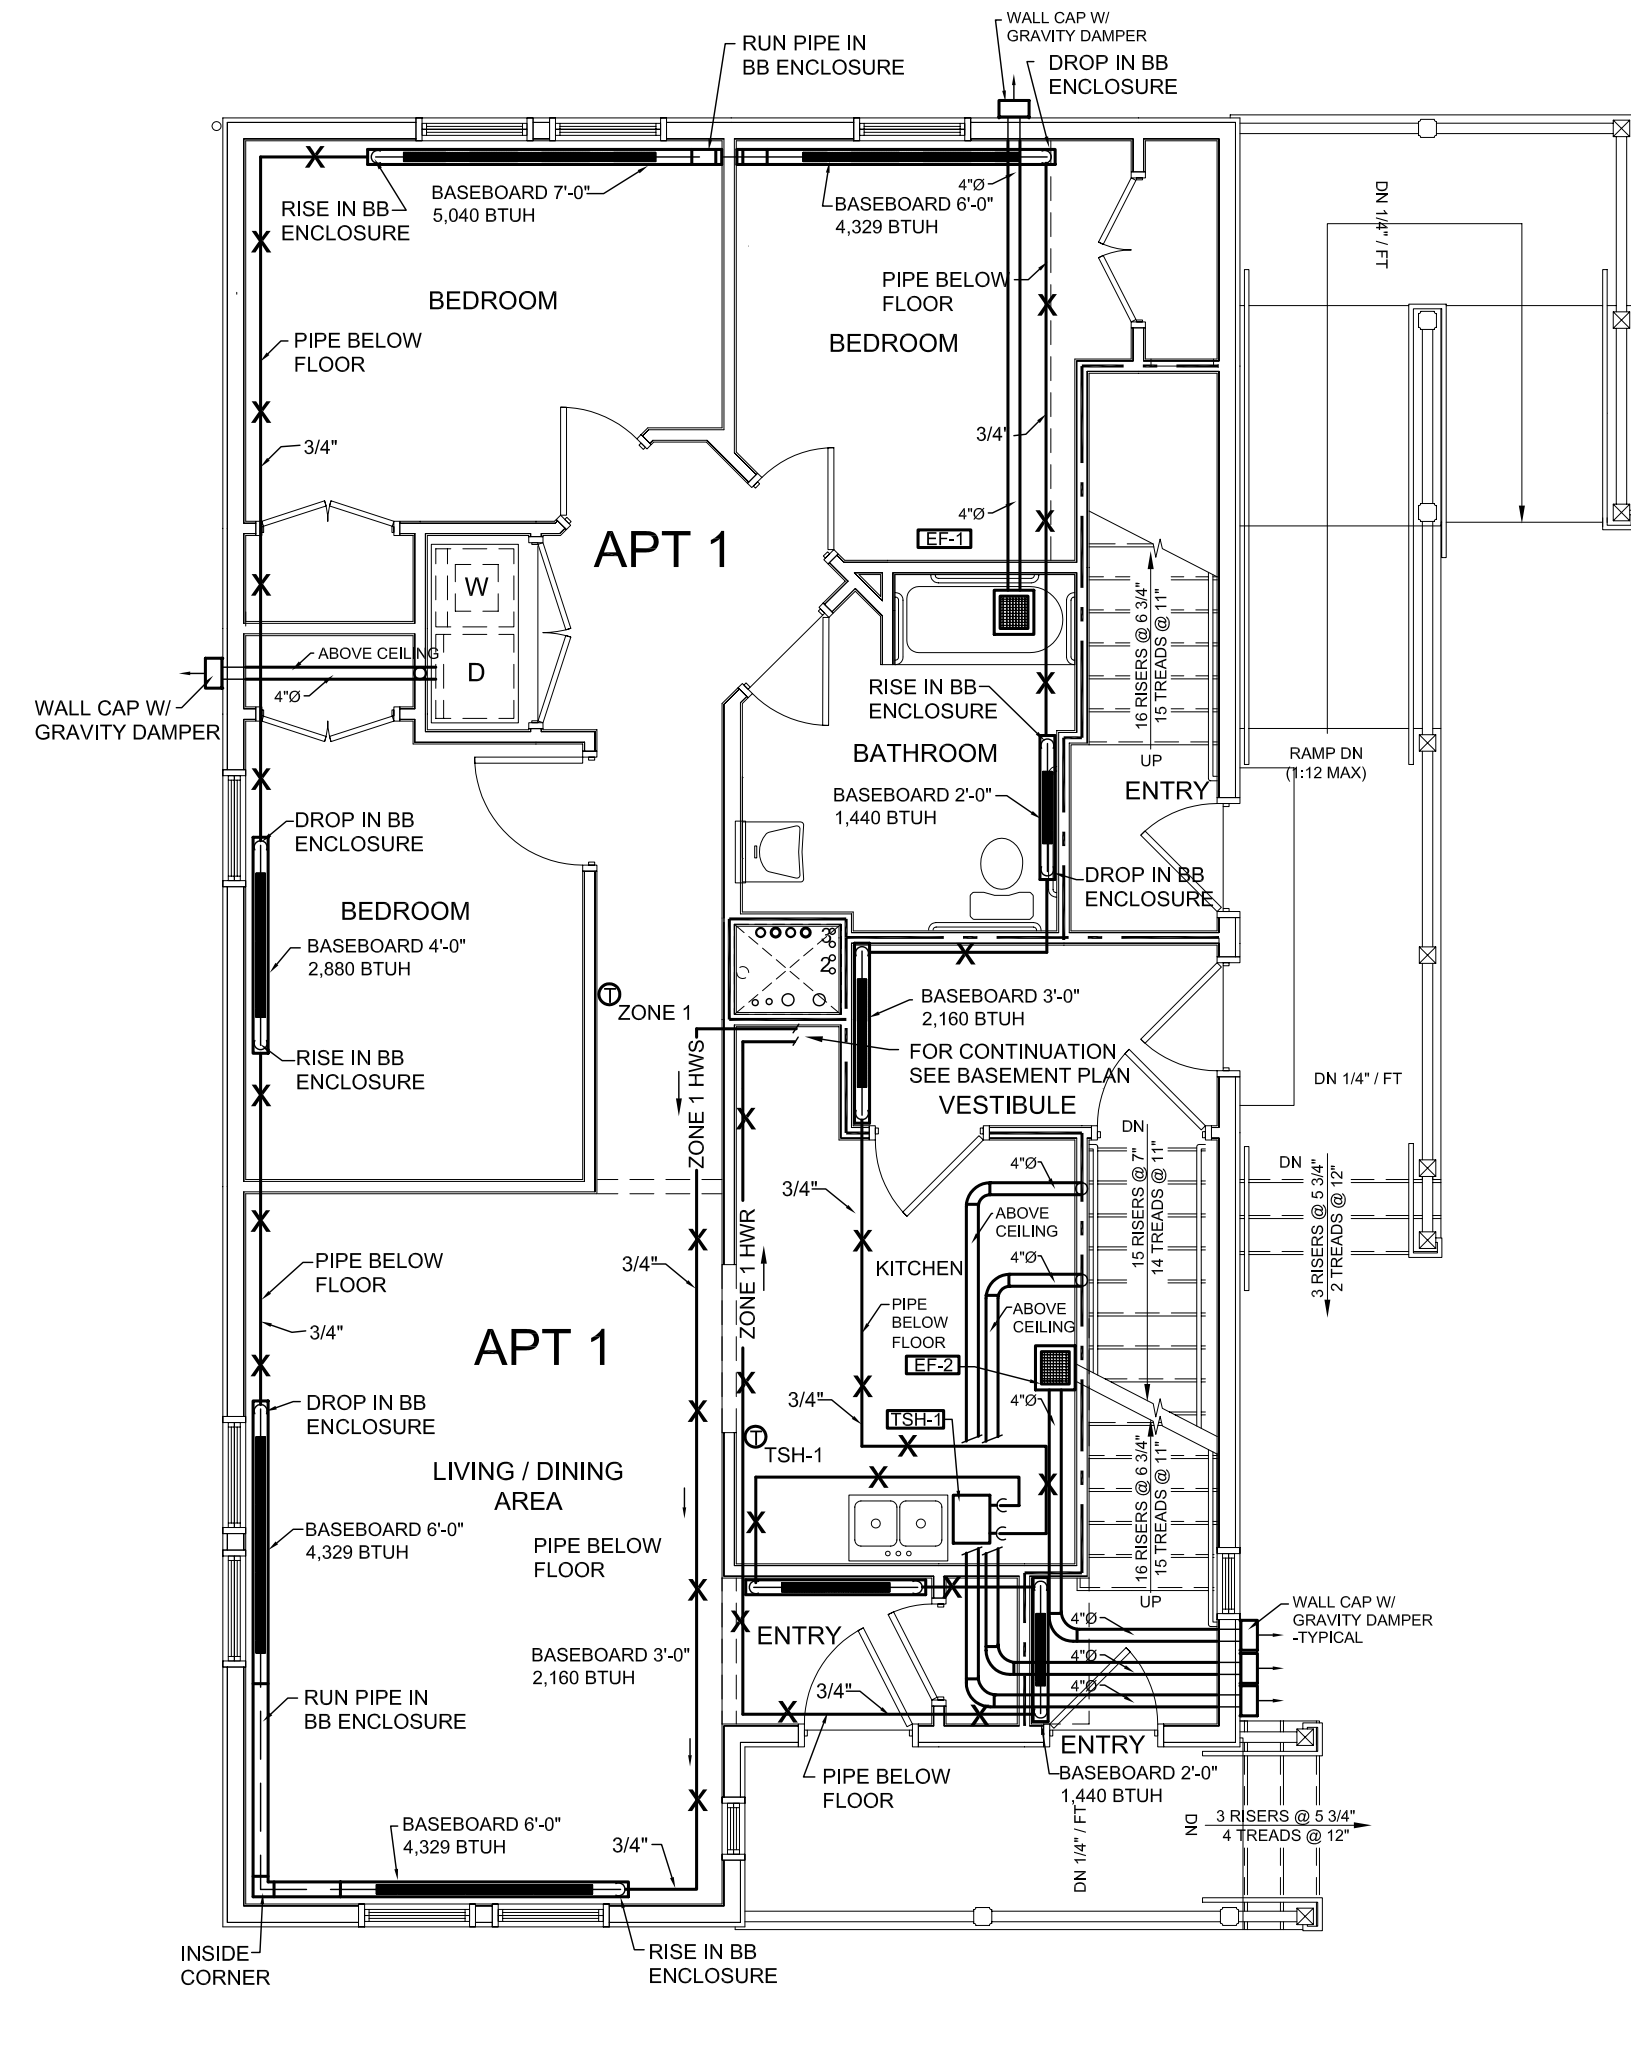 WALL CAP W/
GRAVITY DAMPER
RUN PIPE IN
BB ENCLOSURE
DROP IN BB
ENCLOSURE
BASEBOARD 7'-0"
5,040 BTUH
4"Ø
BASEBOARD 6'-0"
4,329 BTUH
RISE IN BB
ENCLOSURE
DN 1/4" / FT
PIPE BELOW
FLOOR
BEDROOM
BEDROOM
PIPE BELOW
FLOOR
3/4"
3/4"
4"Ø
EF-1
APT 1
W
D
ABOVE CEILING
4"Ø
WALL CAP W/
GRAVITY DAMPER
16 RISERS @ 6 3/4"
15 TREADS @ 11"
UP
RISE IN BB
ENCLOSURE
BATHROOM
BASEBOARD 2'-0"
1,440 BTUH
ENTRY
RAMP DN
(1:12 MAX)
DROP IN BB
ENCLOSURE
DROP IN BB
ENCLOSURE
BEDROOM
BASEBOARD 4'-0"
2,880 BTUH
3
2
T
ZONE 1
BASEBOARD 3'-0"
2,160 BTUH
RISE IN BB
ENCLOSURE
ZONE 1 HWS
FOR CONTINUATION
SEE BASEMENT PLAN
VESTIBULE
DN 1/4" / FT
DN
15 RISERS @ 7"
14 TREADS @ 11"
DN
3 RISERS @ 5 3/4"
2 TREADS @ 12"
3/4"
4"Ø
ABOVE
CEILING
ZONE 1 HWR
3/4"
KITCHEN
4"Ø
PIPE BELOW
FLOOR
3/4"
PIPE
BELOW
FLOOR
ABOVE
CEILING
APT 1
EF-2
4"Ø
3/4"
TSH-1
DROP IN BB
ENCLOSURE
T
TSH-1
LIVING / DINING
AREA
16 RISERS @ 6 3/4"
15 TREADS @ 11"
UP
BASEBOARD 6'-0"
4,329 BTUH
PIPE BELOW
FLOOR
ENTRY
BASEBOARD 3'-0"
2,160 BTUH
4"Ø
4"Ø
4"Ø
WALL CAP W/
GRAVITY DAMPER
-TYPICAL
3/4"
RUN PIPE IN
BB ENCLOSURE
ENTRY
BASEBOARD 2'-0"
1,440 BTUH
PIPE BELOW
FLOOR
DN 1/4" / FT
DN
3 RISERS @ 5 3/4"
4 TREADS @ 12"
BASEBOARD 6'-0"
4,329 BTUH
3/4"
INSIDE
CORNER
RISE IN BB
ENCLOSURE